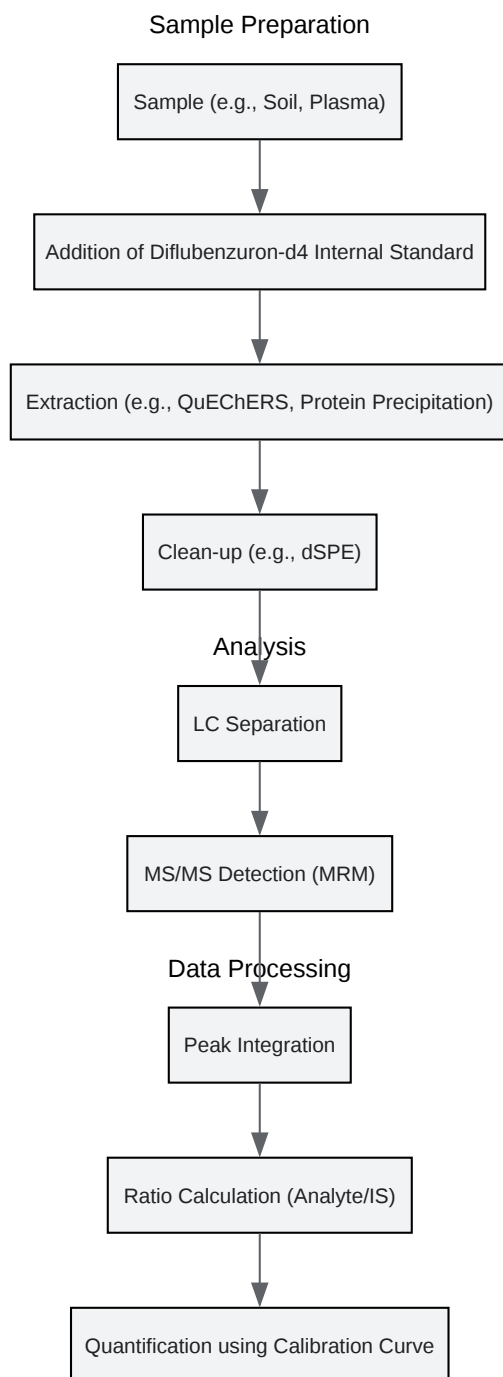 Sample Preparation
Sample (e.g., Soil, Plasma)
Addition of Diflubenzuron-d4 Internal Standard
Extraction (e.g., QuEChERS, Protein Precipitation)
Clean-up (e.g., dSPE)
Analysis
LC Separation
MS/MS Detection (MRM)
Data Processing
Peak Integration
Ratio Calculation (Analyte/IS)
Quantification using Calibration Curve